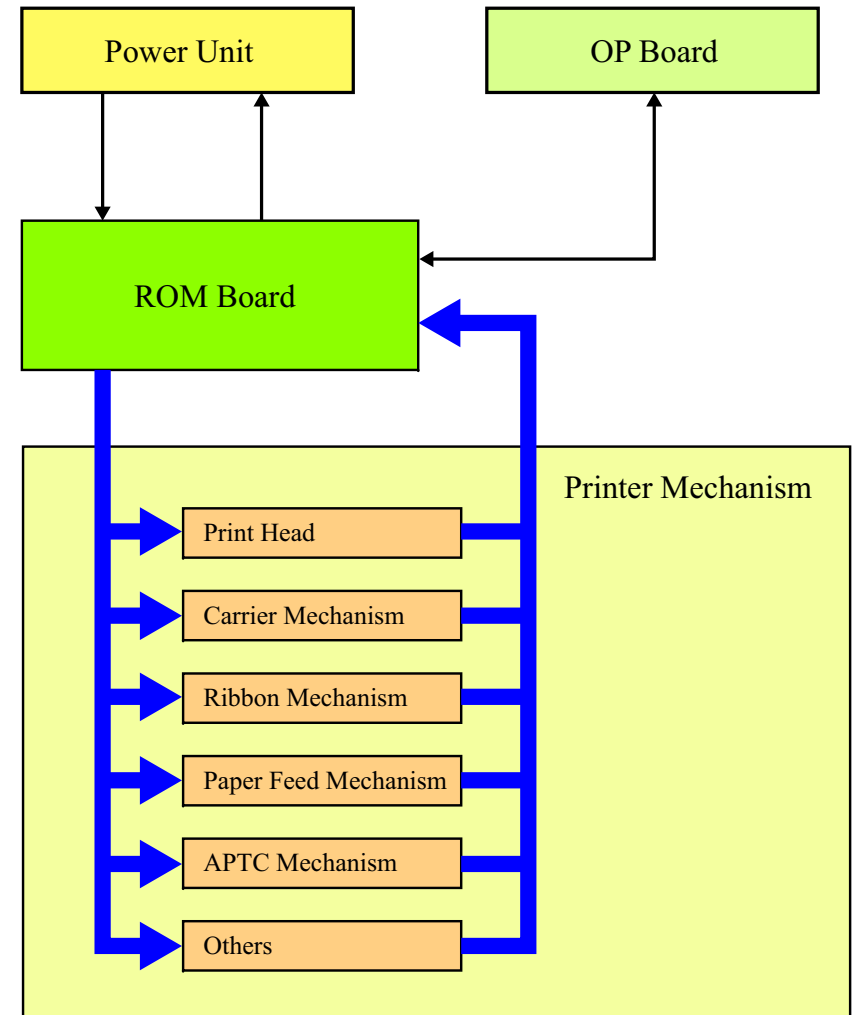 Power Unit
OP Board
ROM Board
Printer Mechanism
Print Head
Carrier Mechanism
Ribbon Mechanism
Paper Feed Mechanism
APTC Mechanism
Others